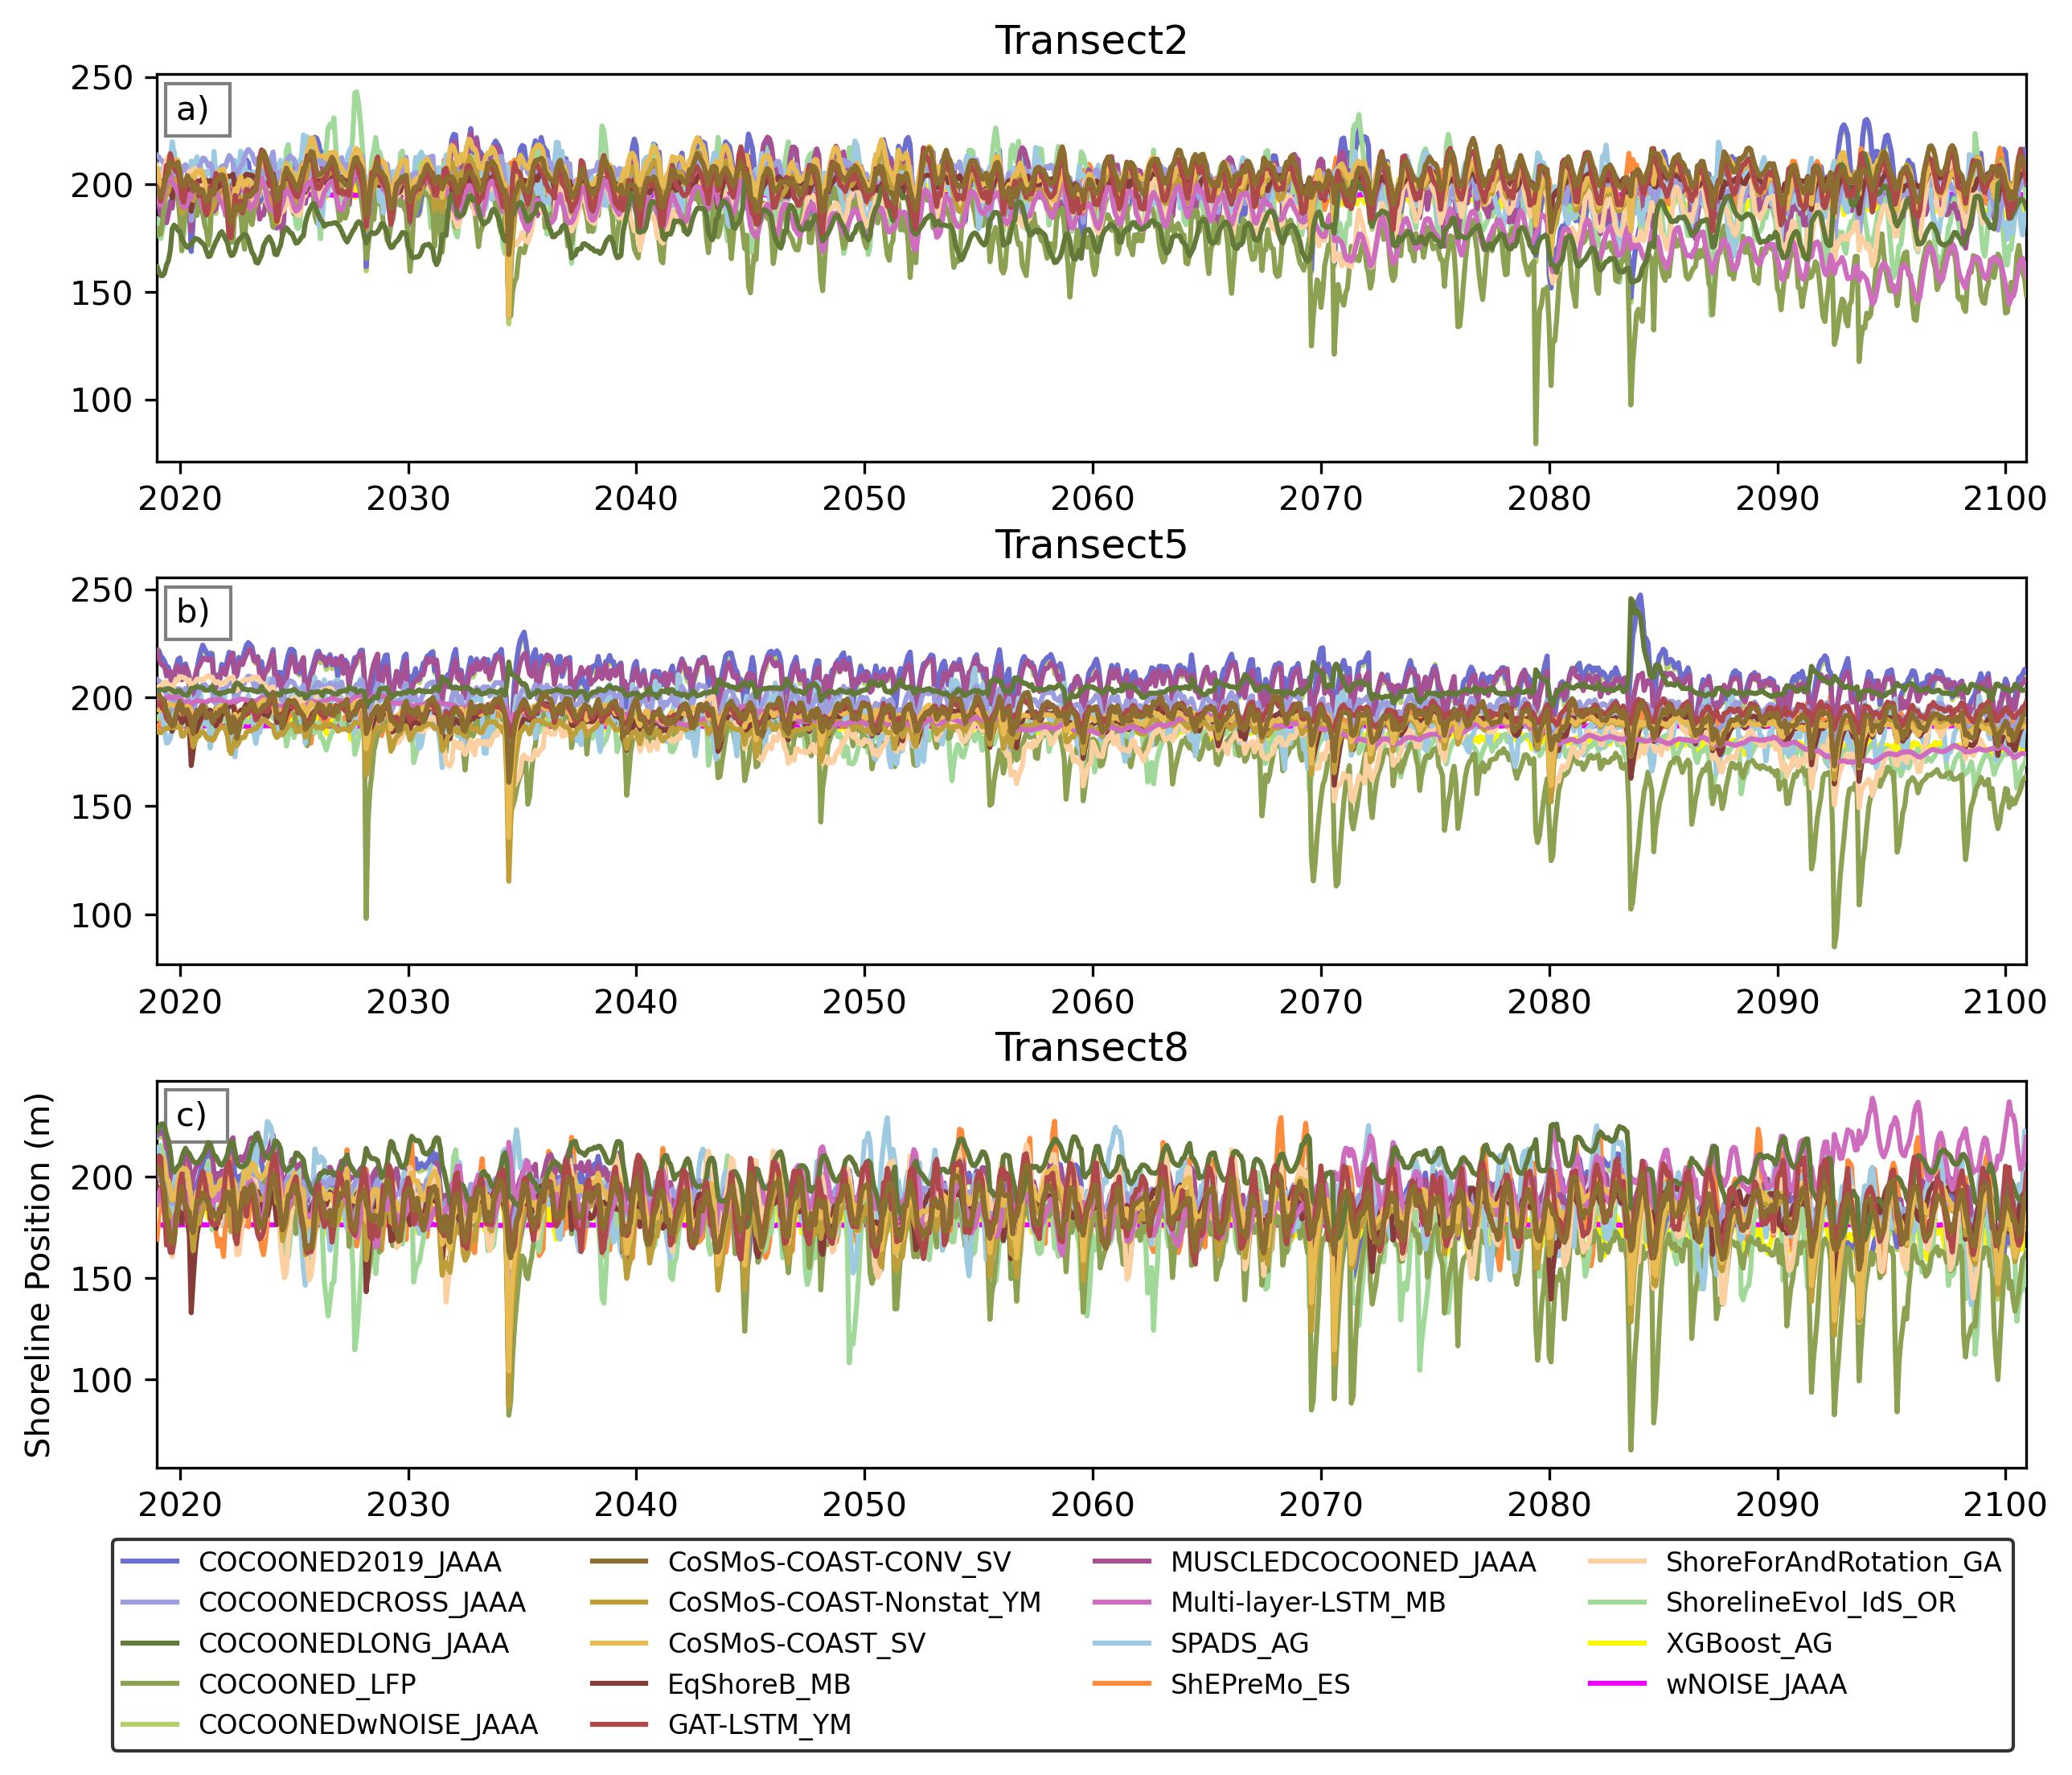 Transect2
a)
250
200
150
100
2020 2030 2040 2050 2060 2070 2080 2090 2100
Transect5
b)
250
200
150
100
2020 2030 2040 2050 2060 2070 2080 2090 2100
Transect8
c)
Shoreline Position (m)
200
150
100
2020 2030 2040 2050 2060 2070 2080 2090 2100
COCOONED2019_JAAA
COCOONEDCROSS_JAAA
COCOONEDLONG_JAAA
COCOONED_LFP
COCOONEDwNOISE_JAAA
CoSMoS-COAST-CONV_SV
CoSMoS-COAST-Nonstat_YM
CoSMoS-COAST_SV
EqShoreB_MB
GAT-LSTM_YM
MUSCLEDCOCOONED_JAAA
Multi-layer-LSTM_MB
SPADS_AG
ShEPreMo_ES
ShoreForAndRotation_GA
ShorelineEvol_IdS_OR
XGBoost_AG
wNOISE_JAAA